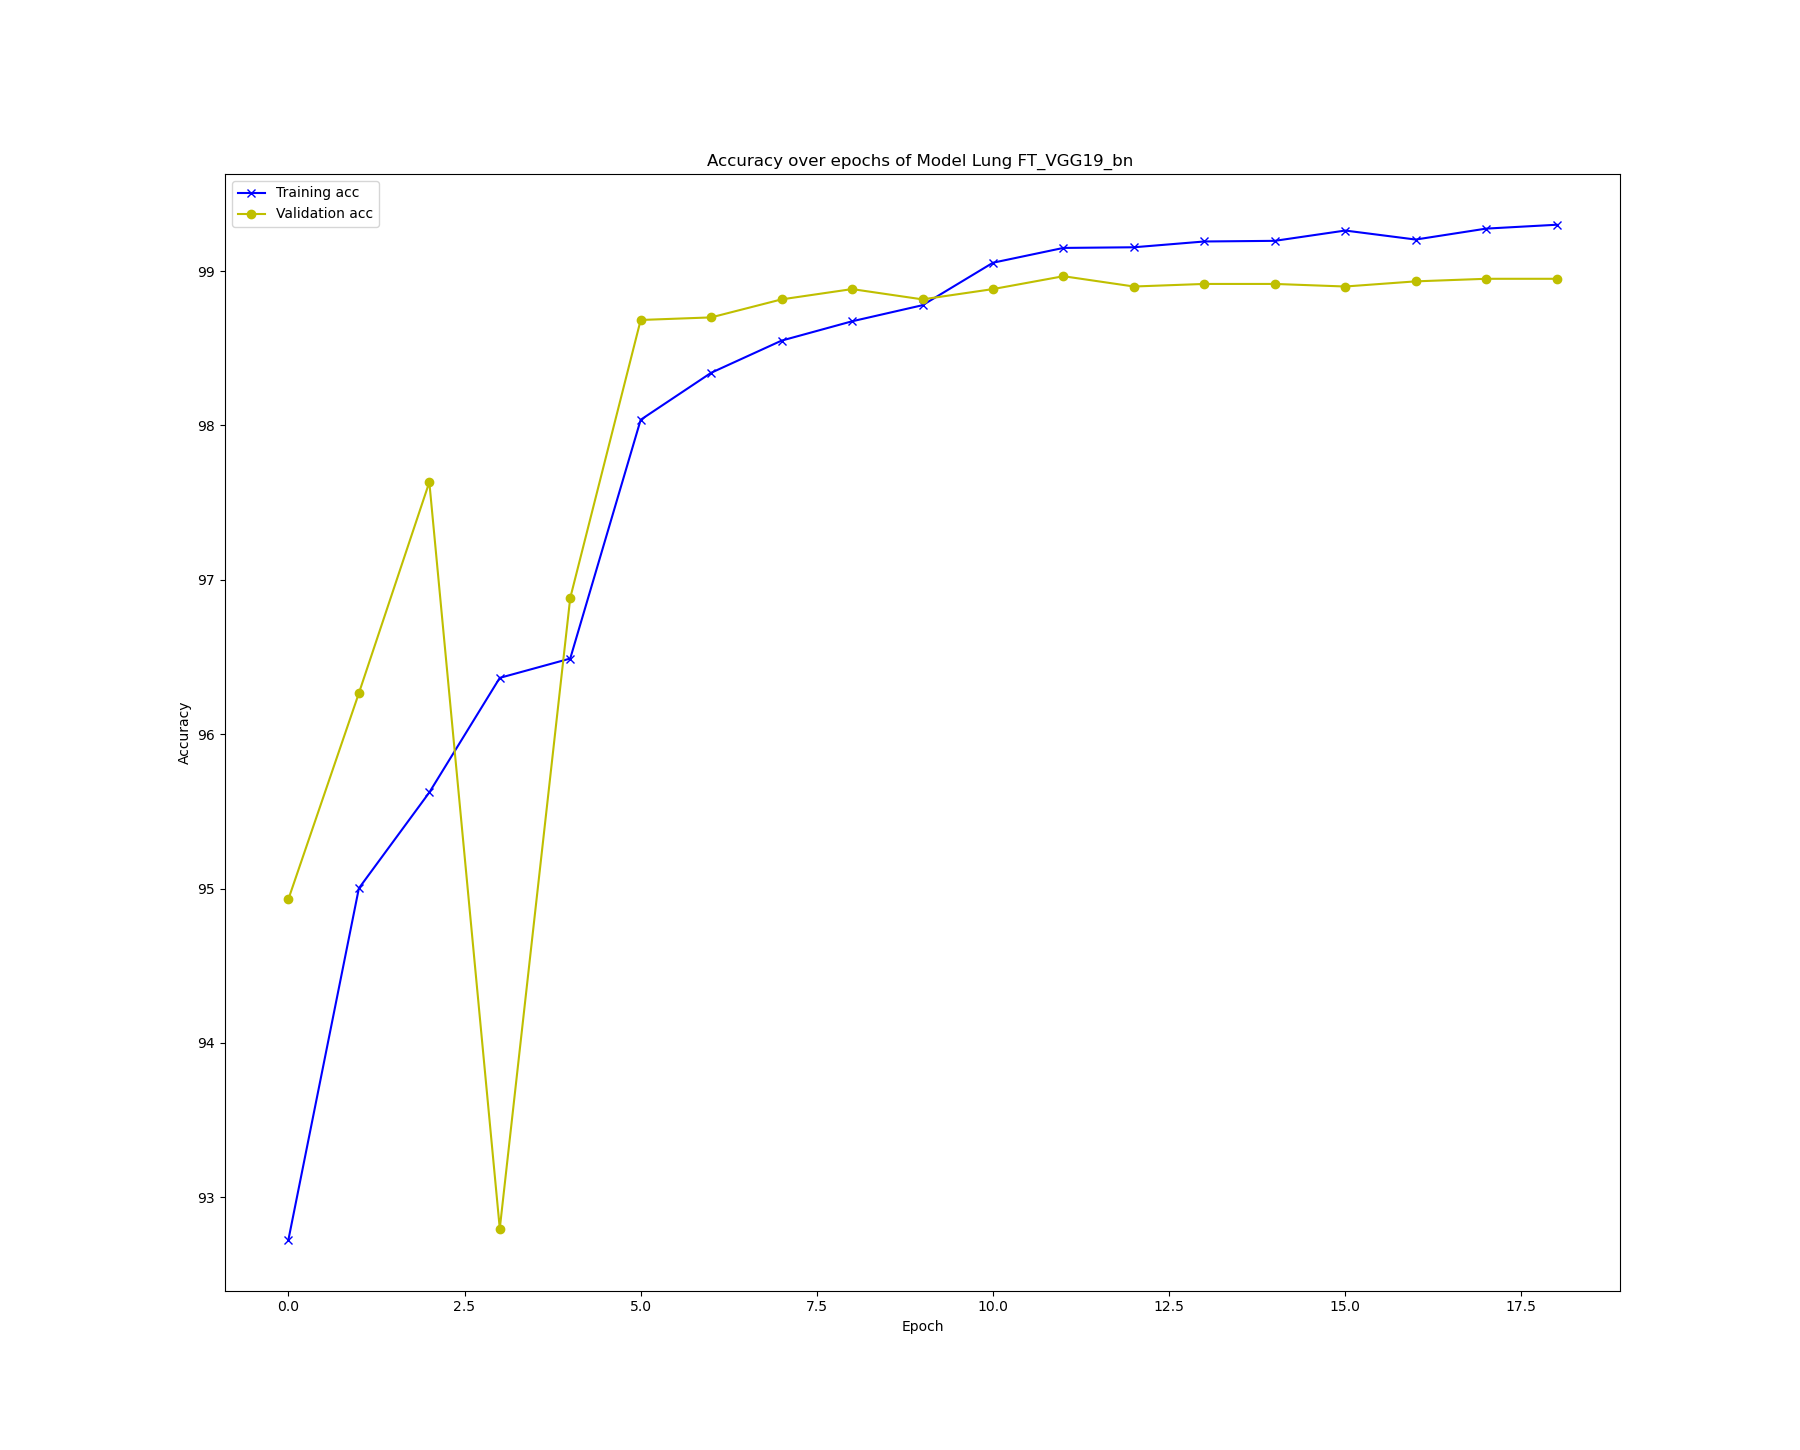 Accuracy over epochs of Model Lung FT_VGG19_bn
Training acc
Validation acc
99
98
97
96
95
94
93
Accuracy
0.0 2.5 5.0 7.5 10.0 12.5 15.0 17.5
Epoch